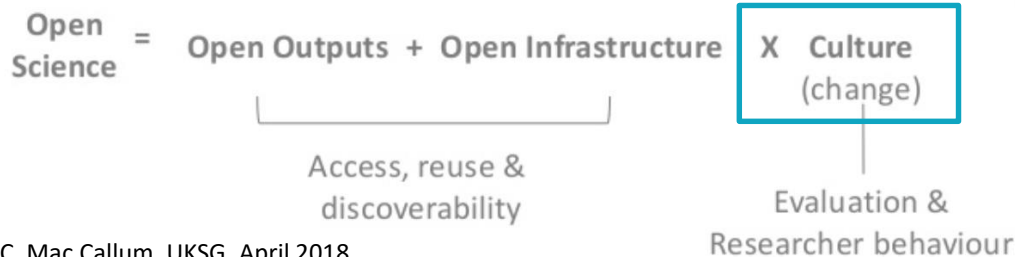 Open Science = Open Outputs + Open Infrastructure X Culture
(change)
Access, reuse &
discoverability
Evaluation &
Researcher behaviour
C. Mac Callum, UKSG, April 2018